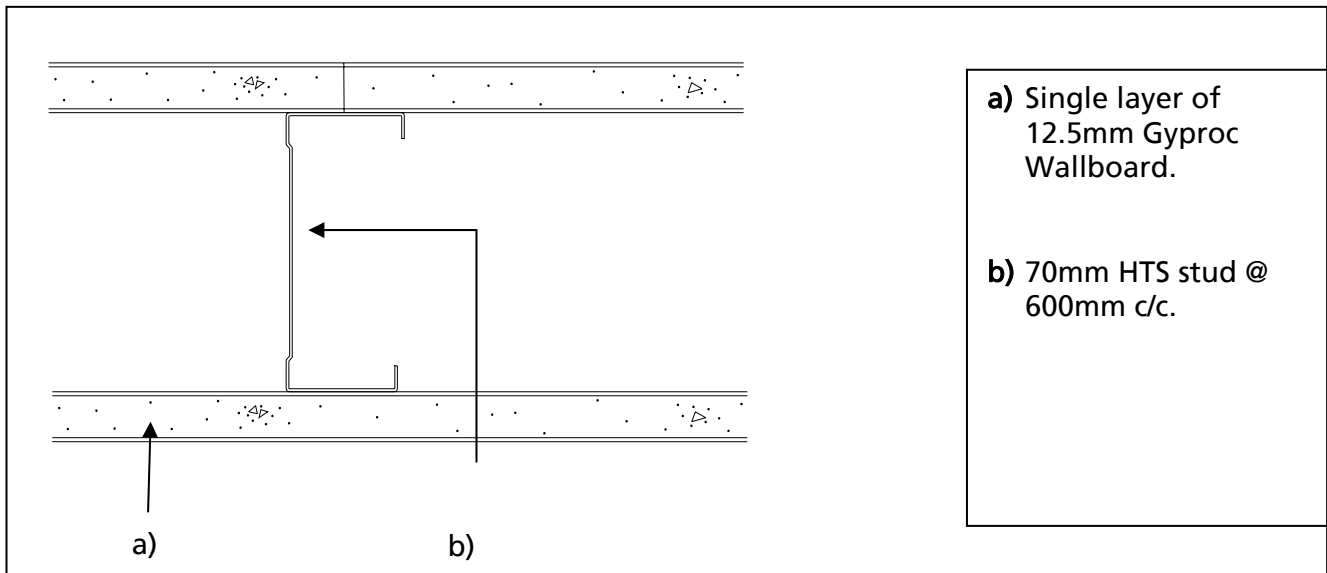 a) Single layer of
12.5mm Gyproc
Wallboard.
b) 70mm HTS stud @
600mm c/c.
a)
b)